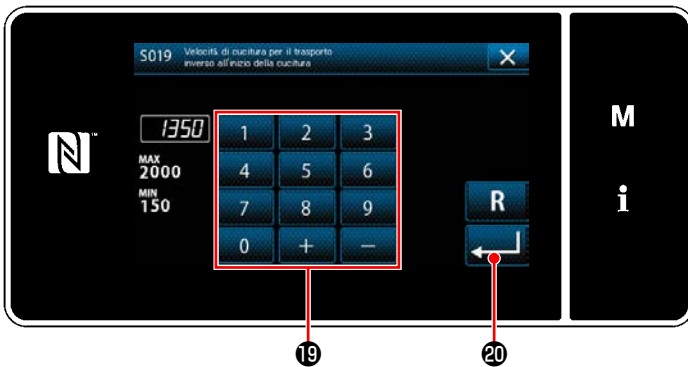 S019 Velocità di cucitura per il trasporto
inverso all'inizio della cucitura
1350
MAX
2000
MIN
150
1 2 3
4 5 6
7 8 9
0 + −
R
M
i
N™
⓳ ⓴